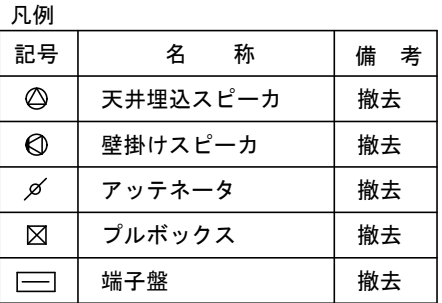 凡例
記号 名 称 備 考
天井埋込スピーカ 撤去
壁掛けスピーカ 撤去
アッテネータ 撤去
プルボックス 撤去
端子盤 撤去